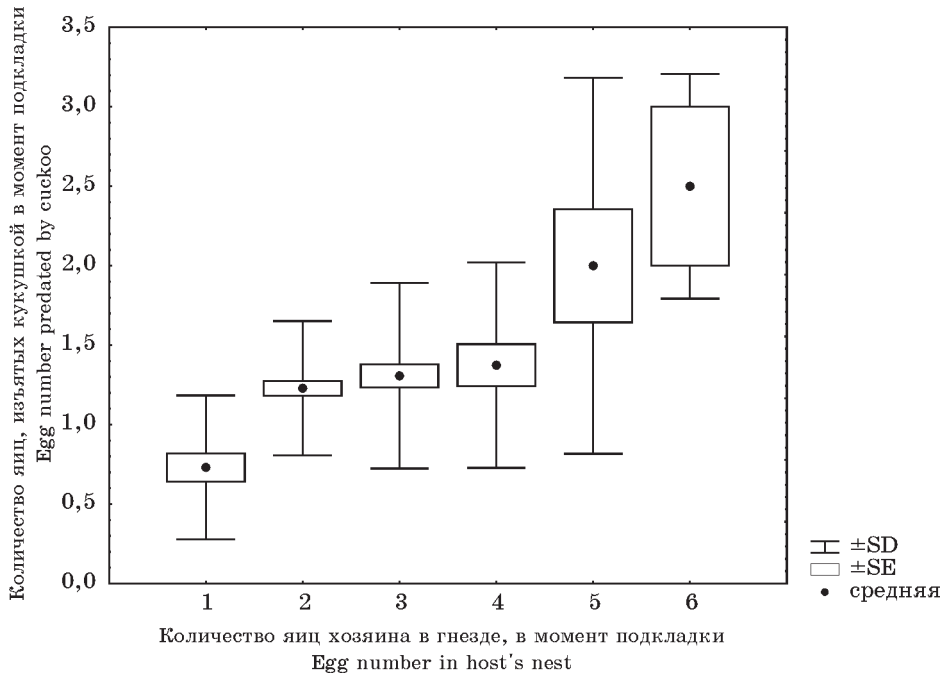 Количество яиц, изъятых кукушкой в момент подкладки
Egg number predated by cuckoo
3,5
3,0
2,5
2,0
1,5
1,0
0,5
0,0
1 2 3 4 5 6
Количество яиц хозяина в гнезде, в момент подкладки
Egg number in host's nest
±SD
±SE
средняя